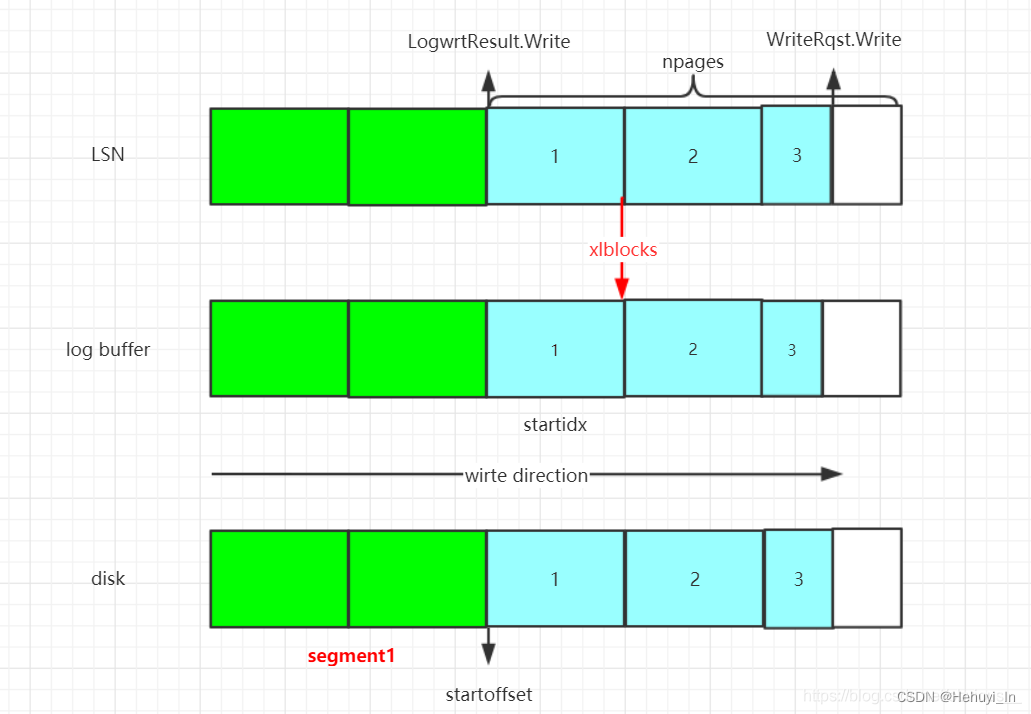 LogwrtResult.Write
WriteRqst.Write
npages
LSN
1
2
3
xlblocks
log buffer
1
2
3
startidx
wirte direction
disk
1
2
3
segment1
startoffset
CSDN @Hehuyi_In